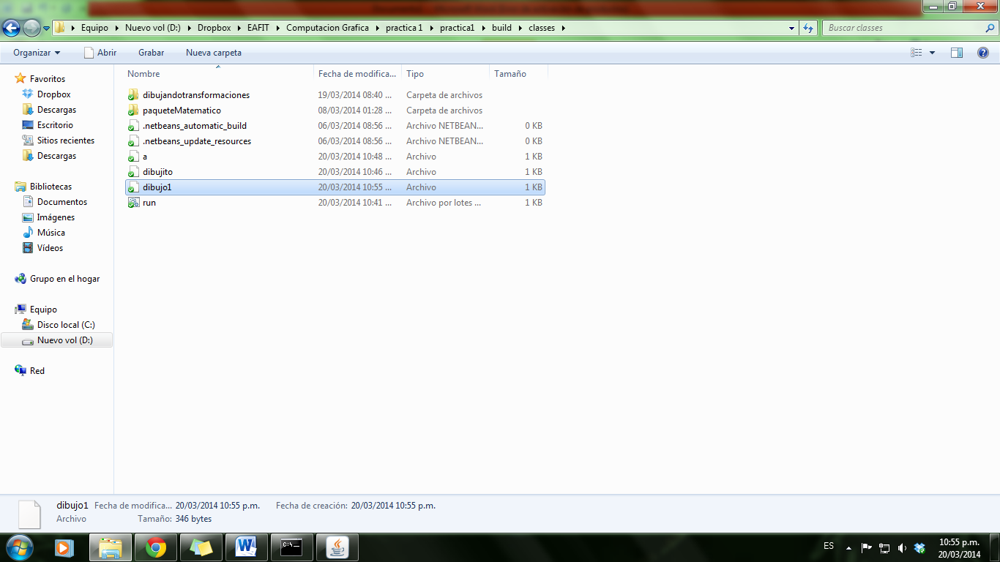 Equipo Nuevo vol (D:) Dropbox EAFIT Computacion Grafica practica 1 practica1 build classes Buscar classes
Organizar Abrir Grabar Nueva carpeta
Nombre Fecha de modifica... Tipo Tamaño
Favoritos
Dropbox
Descargas
Escritorio
Sitios recientes
Descargas
Bibliotecas
Documentos
Imágenes
Música
Vídeos
Grupo en el hogar
Equipo
Disco local (C:)
Nuevo vol (D:)
Red
dibujandotransformaciones 19/03/2014 08:40 ... Carpeta de archivos
paqueteMatematico 08/03/2014 01:28 ... Carpeta de archivos
.netbeans_automatic_build 06/03/2014 08:56 ... Archivo NETBEAN... 0 KB
.netbeans_update_resources 06/03/2014 08:56 ... Archivo NETBEAN... 0 KB
a 20/03/2014 10:48 ... Archivo 1 KB
dibujito 20/03/2014 10:46 ... Archivo 1 KB
dibujo1 20/03/2014 10:55 ... Archivo 1 KB
run 20/03/2014 10:41 ... Archivo por lotes ... 1 KB
dibujo1 Fecha de modifica... 20/03/2014 10:55 p.m. Fecha de creación: 20/03/2014 10:55 p.m.
Archivo Tamaño: 346 bytes
ES 10:55 p.m.
20/03/2014